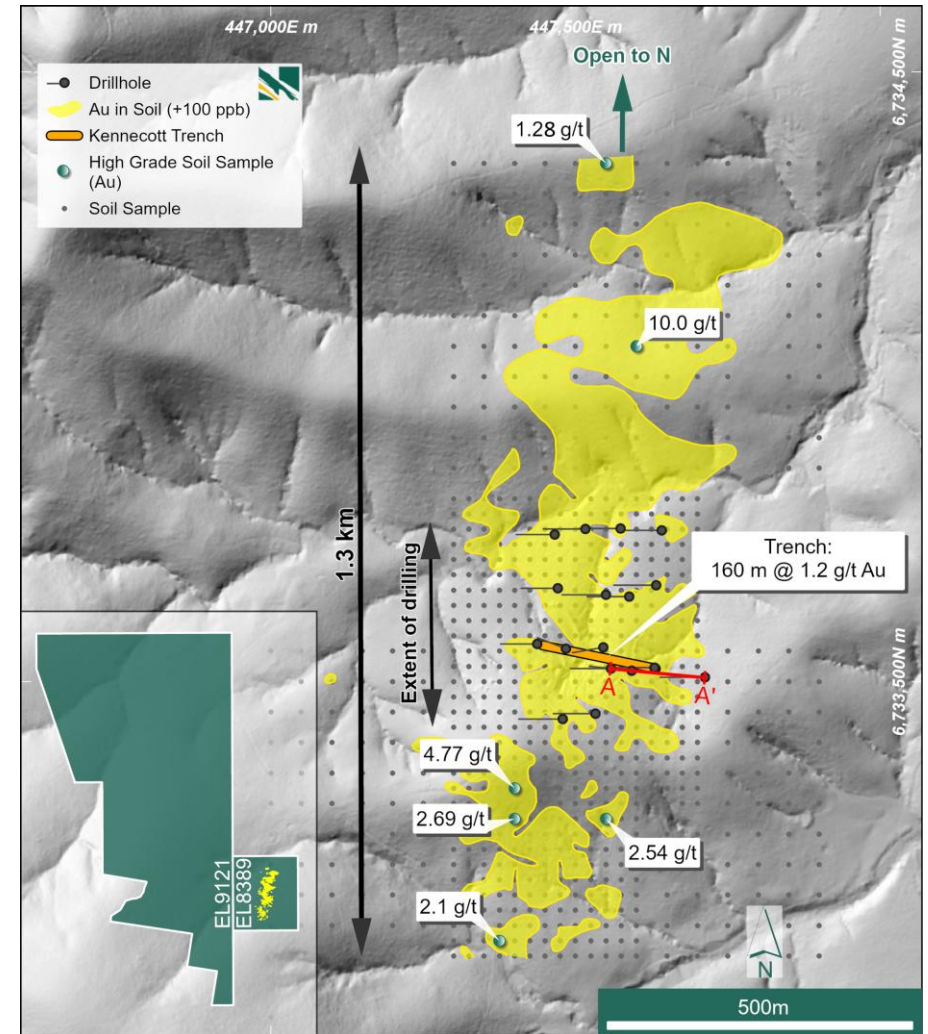 447,000E m
447,500E m
6,734,500N m
Open to N
Drillhole
Au in Soil (+100 ppb)
Kennecott Trench
High Grade Soil Sample
(Au)
Soil Sample
1.28 g/t
10.0 g/t
1.3 km
Extent of drilling
Trench:
160 m @ 1.2 g/t Au
A
A'
6,733,500N m
4.77 g/t
2.69 g/t
2.54 g/t
2.1 g/t
EL9121
EL8389
N
500m